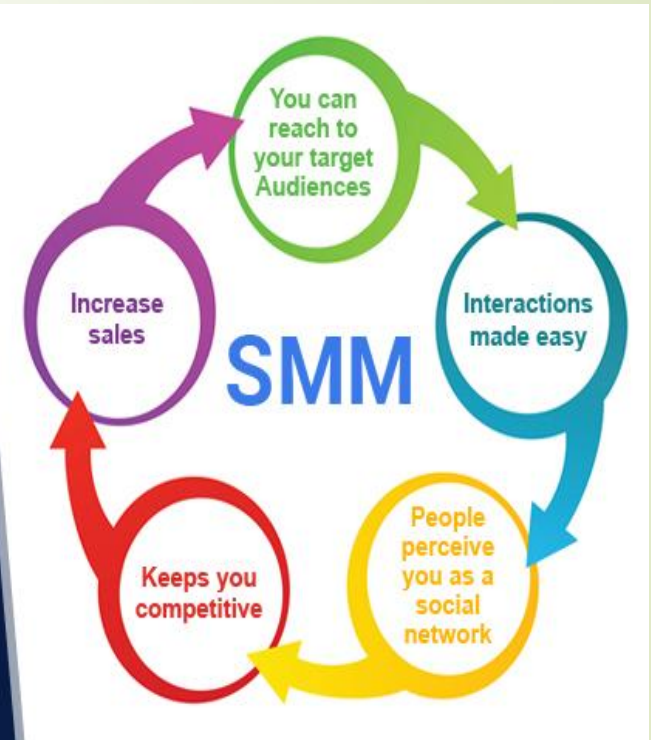 You can
reach to
your target
Audiences
Interactions
made easy
People
perceive
you as a
social
network
Keeps you
competitive
Increase
sales
SMM